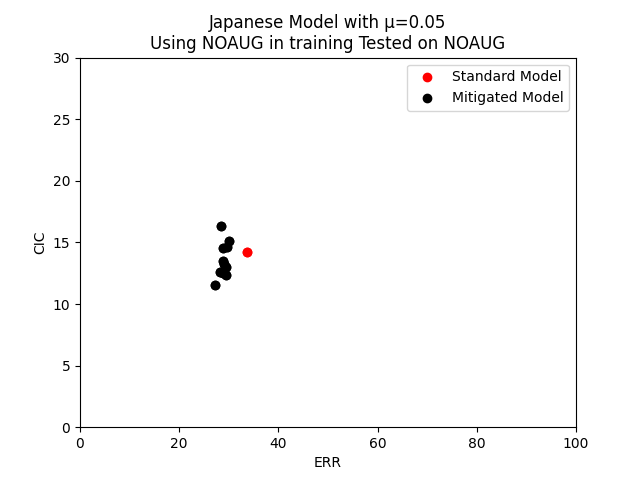 Japanese Model with μ=0.05
Using NOAUG in training Tested on NOAUG
Standard Model
Mitigated Model
30
25
20
15
10
5
0
CIC
0 20 40 60 80 100
ERR